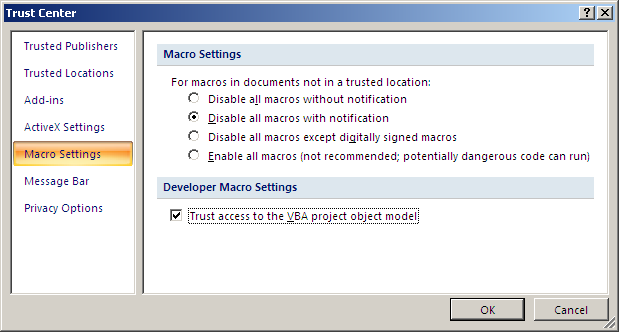 Trust Center
Trusted Publishers
Trusted Locations
Add-ins
ActiveX Settings
Macro Settings
Message Bar
Privacy Options
Macro Settings
For macros in documents not in a trusted location:
Disable all macros without notification
Disable all macros with notification
Disable all macros except digitally signed macros
Enable all macros (not recommended; potentially dangerous code can run)
Developer Macro Settings
Trust access to the VBA project object model
OK
Cancel